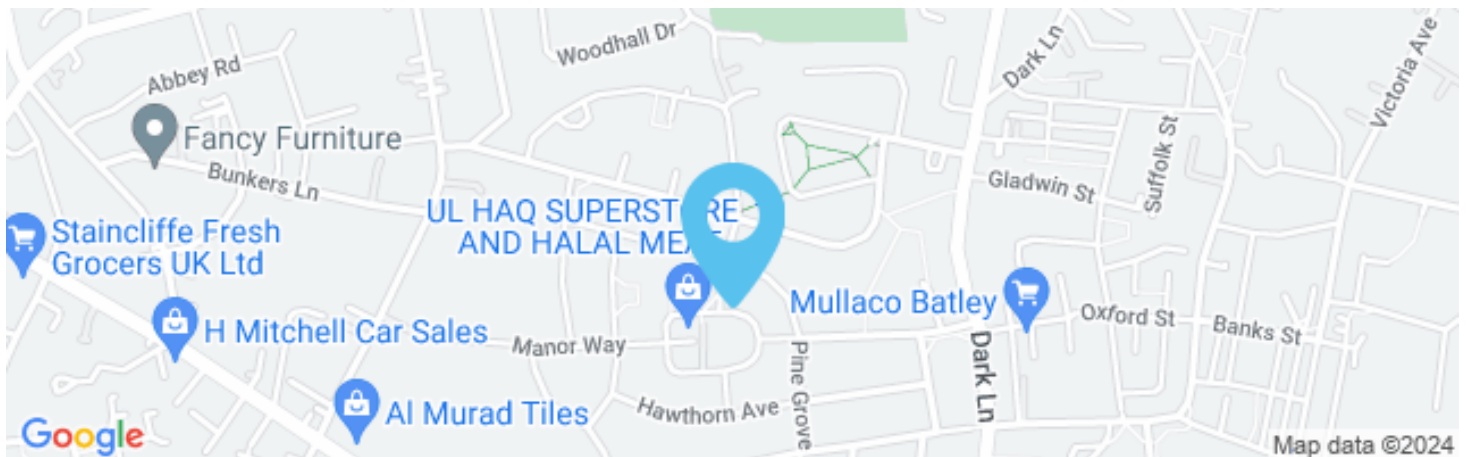 Woodhall Dr
Dark Ln
Victoria Ave
Abbey Rd
Fancy Furniture
Suffolk St
Bunkers Ln
Gladwin St
UL HAQ SUPERSTORE
AND HALAL MEAT
Staincliffe Fresh
Grocers UK Ltd
Mullaco Batley
Oxford St
Banks St
H Mitchell Car Sales
Manor Way
Pine Grove
Dark Ln
Al Murad Tiles
Hawthorn Ave
Google
Map data ©2024